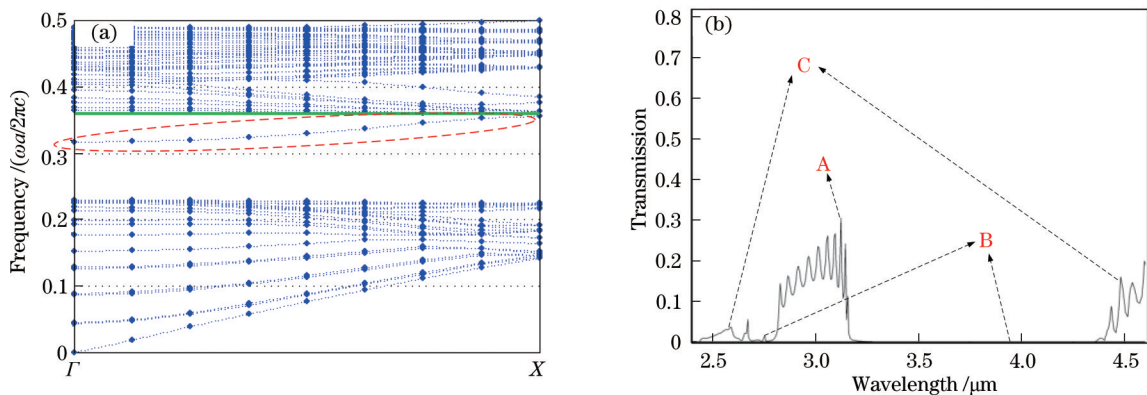 (a)
Frequency /(ωa/2πc)
0.5
0.4
0.3
0.2
0.1
0
Γ
X
(b)
Transmission
0.8
0.7
0.6
0.5
0.4
0.3
0.2
0.1
0
C
A
B
2.5
3.0
3.5
4.0
4.5
Wavelength /μm